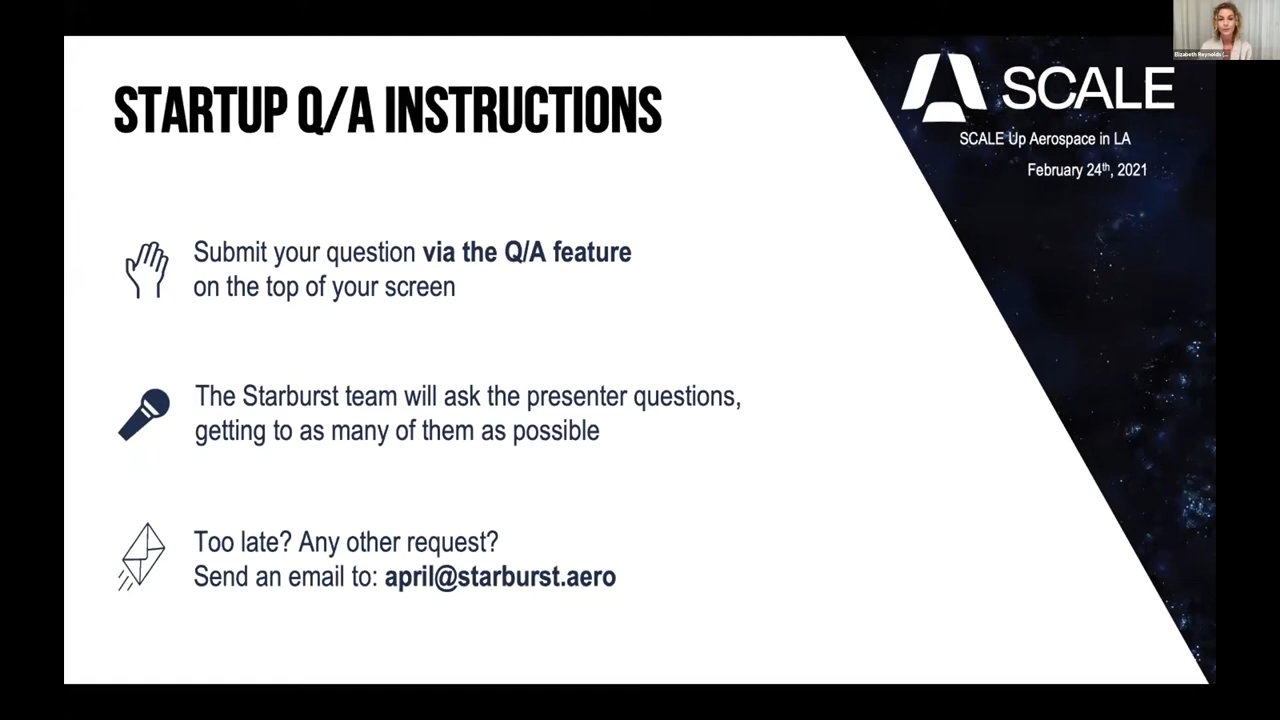 STARTUP Q/A INSTRUCTIONS
SCALE
SCALE Up Aerospace in LA
February 24th, 2021
Submit your question via the Q/A feature
on the top of your screen
The Starburst team will ask the presenter questions,
getting to as many of them as possible
Too late? Any other request?
Send an email to: april@starburst.aero
Elizabeth Reynolds (...